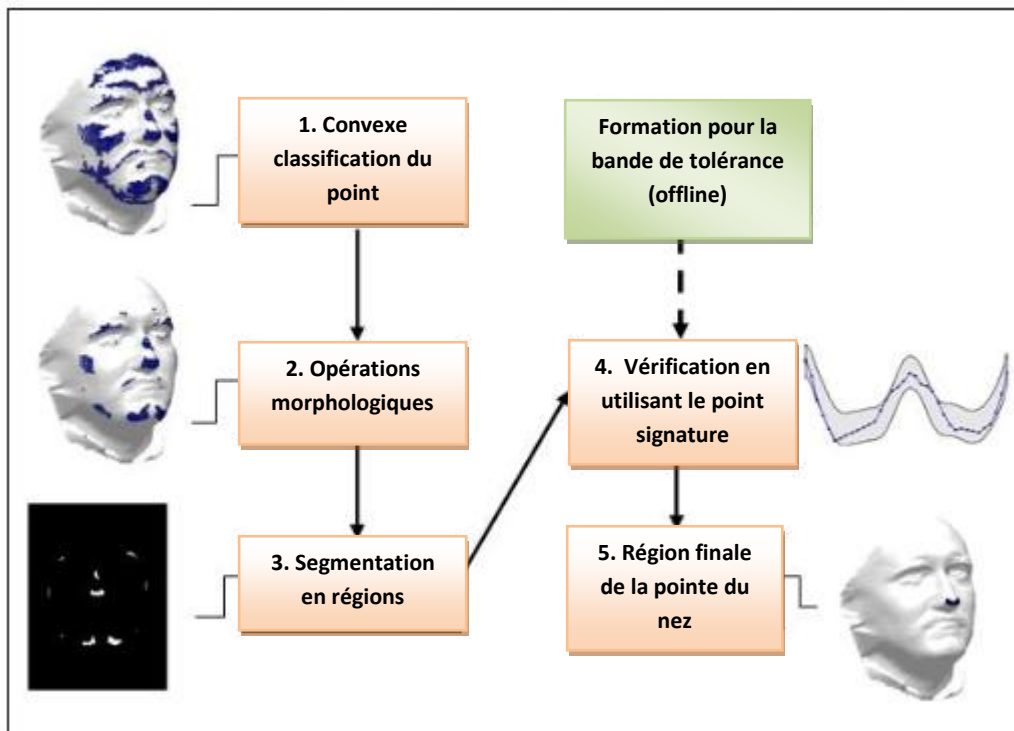 1. Convexe
classification du
point
Formation pour la
bande de tolérance
(offline)
2. Opérations
morphologiques
4. Vérification en
utilisant le point
signature
3. Segmentation
en régions
5. Région finale
de la pointe du
nez